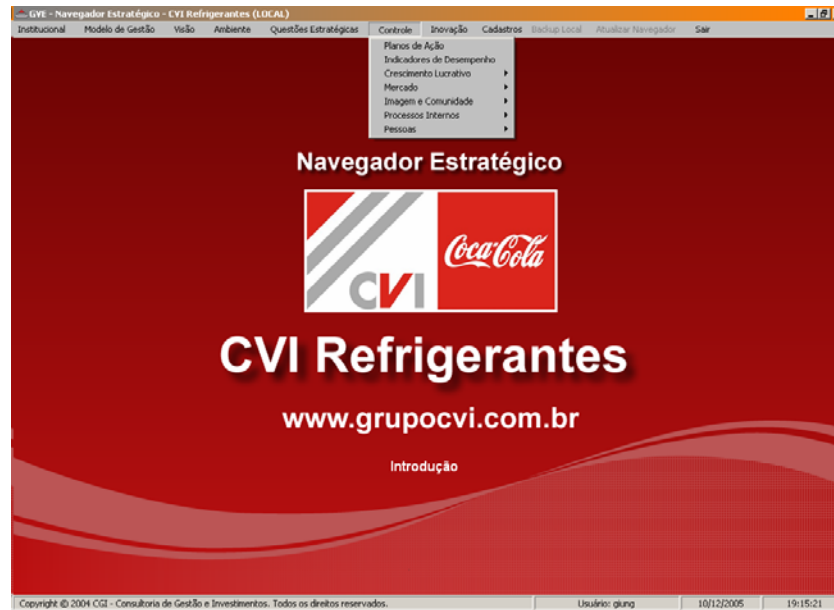 GVE - Navegador Estratégico - CVI Refrigerantes (LOCAL)
Institucional Modelo de Gestão Visão Ambiente Questões Estratégicas Controle Inovação Cadastros Backup Local Atualizar Navegador Sair
Planos de Ação
Indicadores de Desempenho
Crescimento Lucrativo
Mercado
Imagem e Comunidade
Processos Internos
Pessoas
Navegador Estratégico
CVI
Coca-Cola
CVI Refrigerantes
www.grupocvi.com.br
Introdução
Copyright © 2004 CGI - Consultoria de Gestão e Investimentos. Todos os direitos reservados. Usuário: giung 10/12/2005 19:15:21